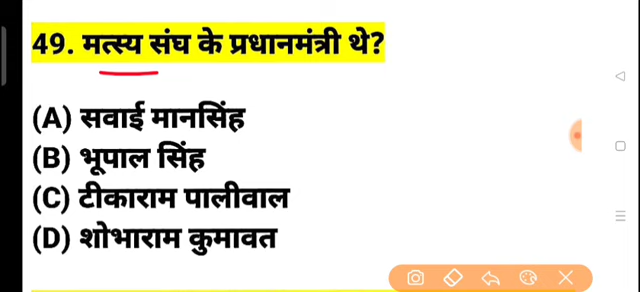 49. मत्स्य संघ के प्रधानमंत्री थे?
(A) सवाई मानसिंह
(B) भूपाल सिंह
(C) टीकाराम पालीवाल
(D) शोभाराम कुमावत